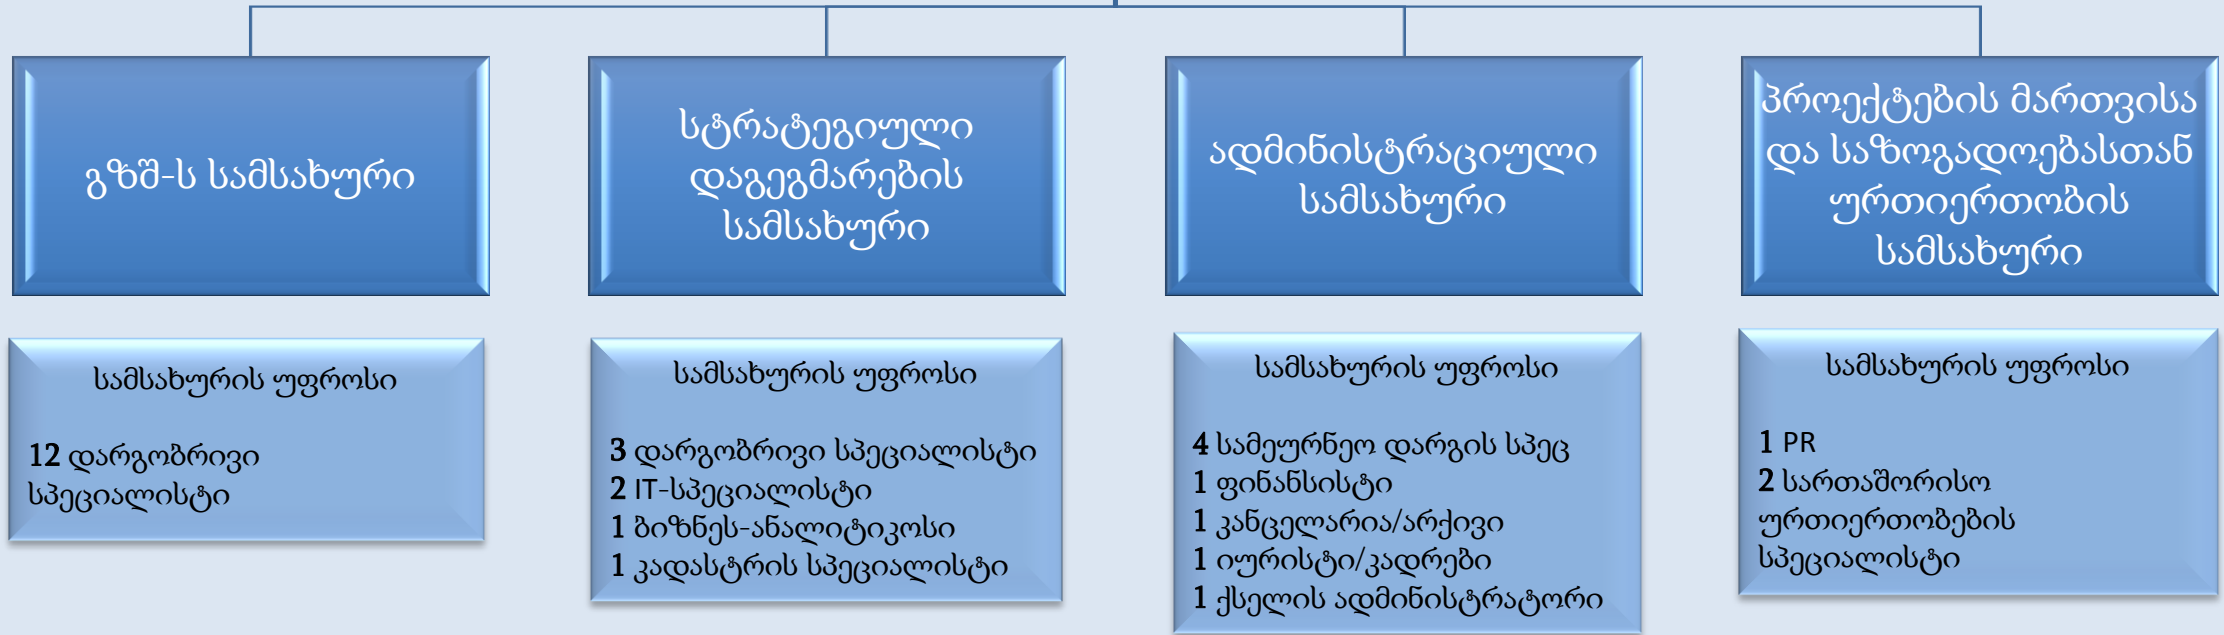 გზშ-ს სამსახური
სტრატეგიული
დაგეგმარების
სამსახური
ადმინისტრაციული
სამსახური
პროექტების მართვისა
და საზოგადოებასთან
ურთიერთობის
სამსახური
სამსახურის უფროსი
12 დარგობრივი
სპეციალისტი
სამსახურის უფროსი
3 დარგობრივი სპეციალისტი
2 IT-სპეციალისტი
1 ბიზნეს-ანალიტიკოსი
1 კადასტრის სპეციალისტი
სამსახურის უფროსი
4 სამეურნეო დარგის სპეც
1 ფინანსისტი
1 კანცელარია/არქივი
1 იურისტი/კადრები
1 ქსელის ადმინისტრატორი
სამსახურის უფროსი
1 PR
2 სართაშორისო
ურთიერთობების
სპეციალისტი